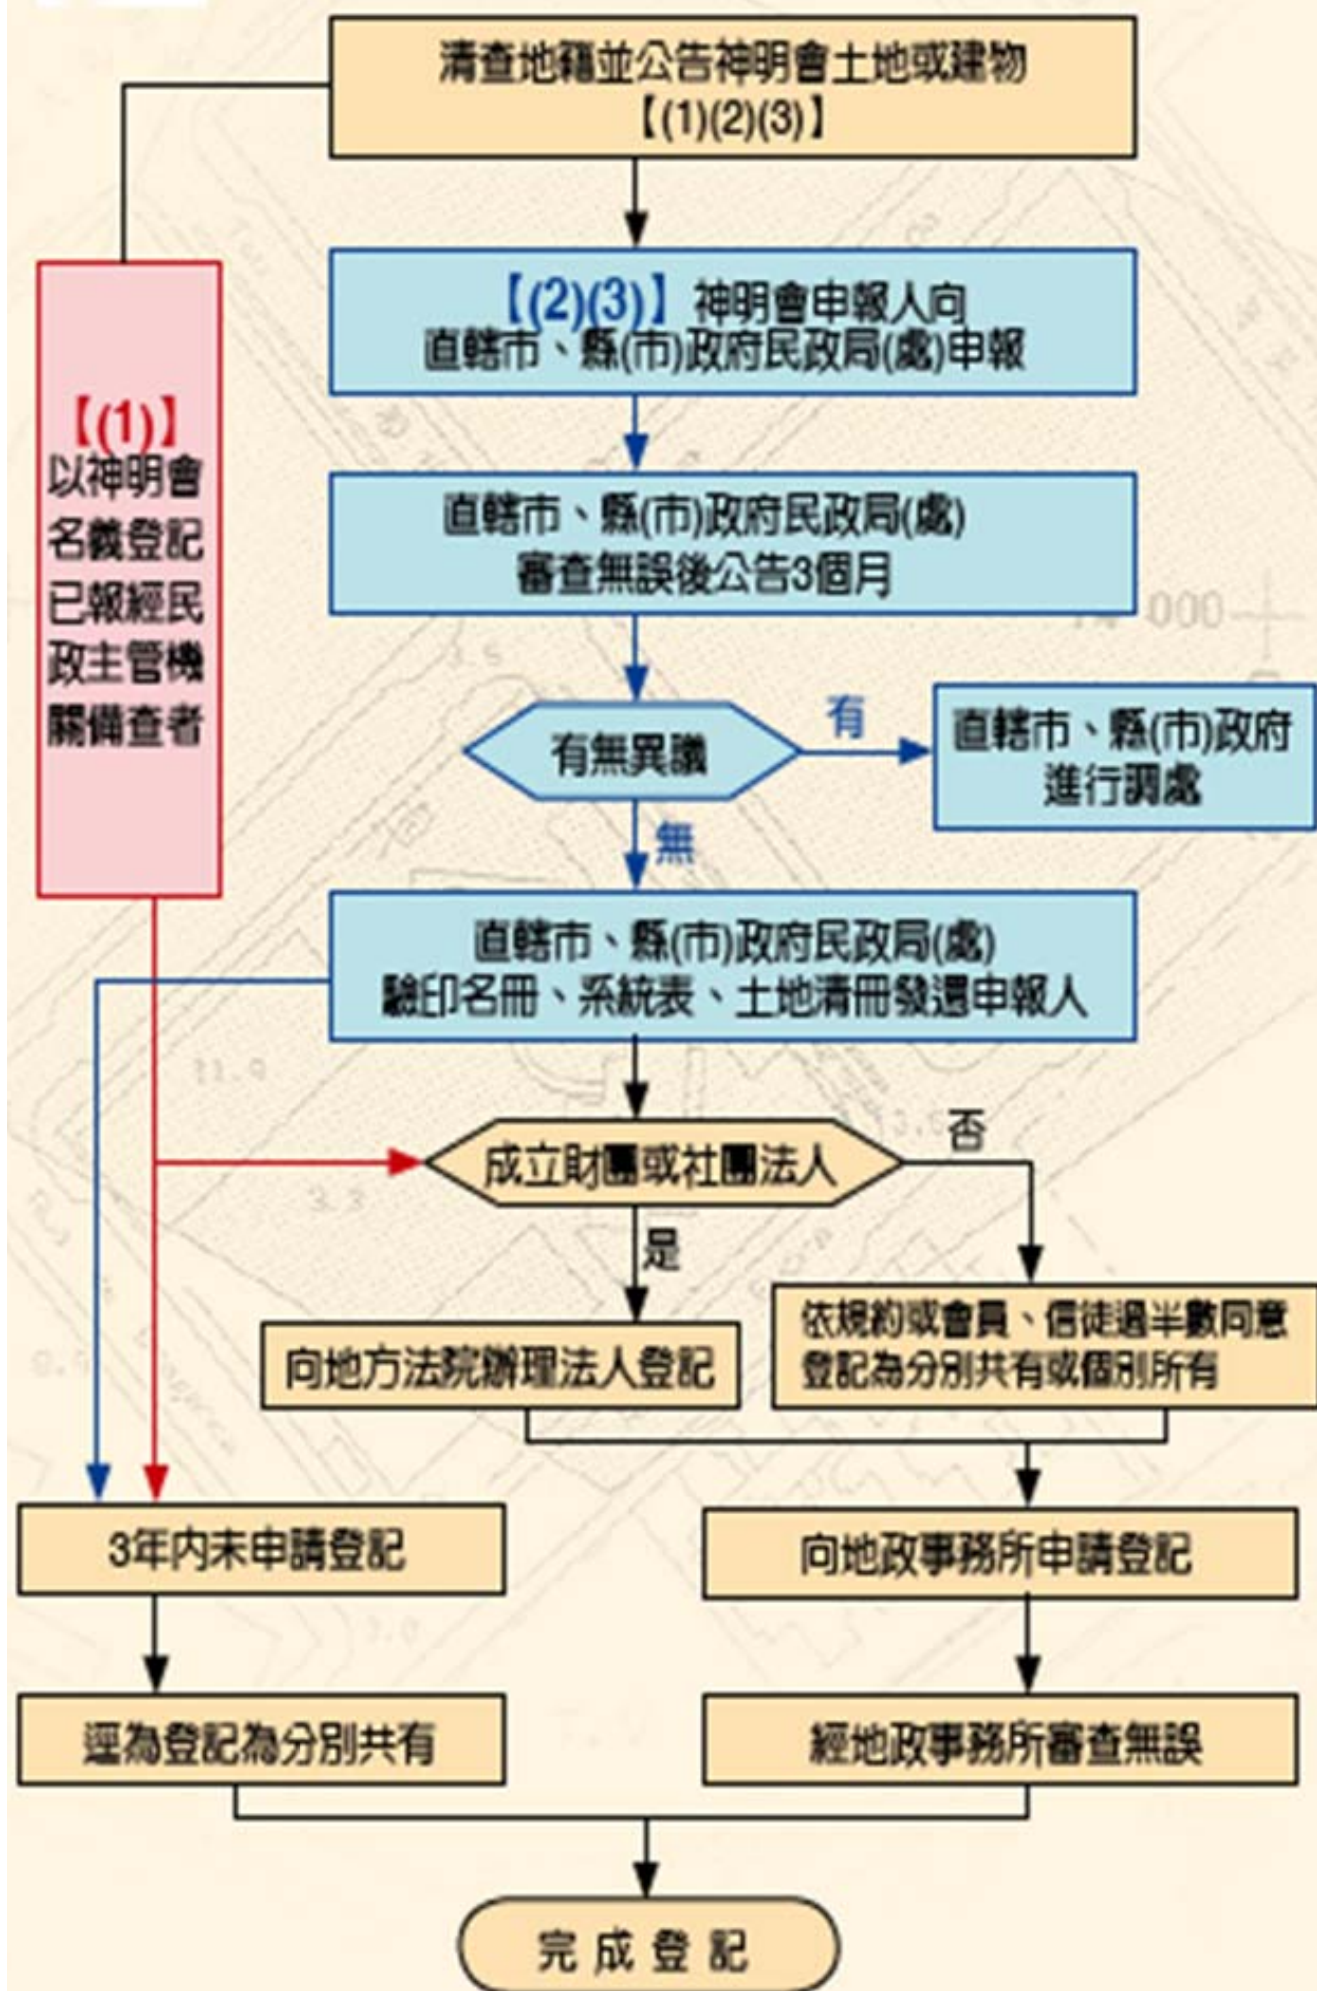 清查地籍並公告神明會土地或建物
【(1)(2)(3)】
【(2)(3)】神明會申報人向
直轄市、縣(市)政府民政局(處)申報
【(1)】
以神明會
名義登記
已報經民
政主管機
關備查者
直轄市、縣(市)政府民政局(處)
審查無誤後公告3個月
000
3.5
有無異議
有
直轄市、縣(市)政府
進行調處
無
直轄市、縣(市)政府民政局(處)
驗印名冊、系統表、土地清冊發還申報人
11.9
成立財團或社團法人
否
3.3
是
向地方法院辦理法人登記
依規約或會員、信徒過半數同意
登記為分別共有或個別所有
3年內未申請登記
向地政事務所申請登記
逕為登記為分別共有
經地政事務所審查無誤
完成登記